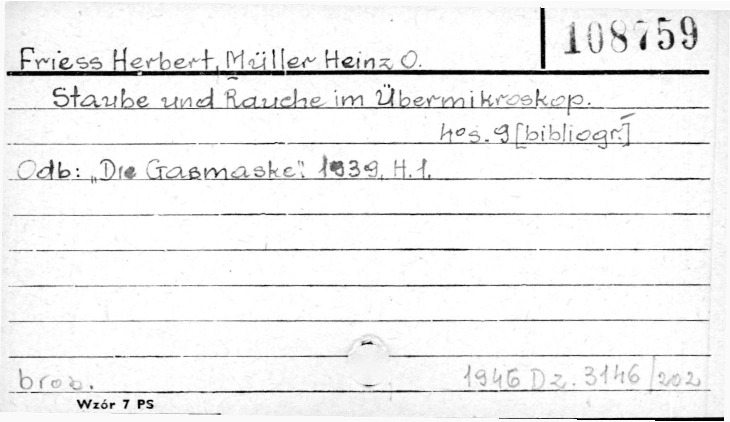 108759
Friess Herbert, Müller Heinz O.
Staube und Rauche im Übermikroskop.
4° s. 9 [bibliogr.]
Odb: "Die Gasmaske". 1939. H. 1.
brosz.
1946 Dz. 3146/202
Wzór 7 PS